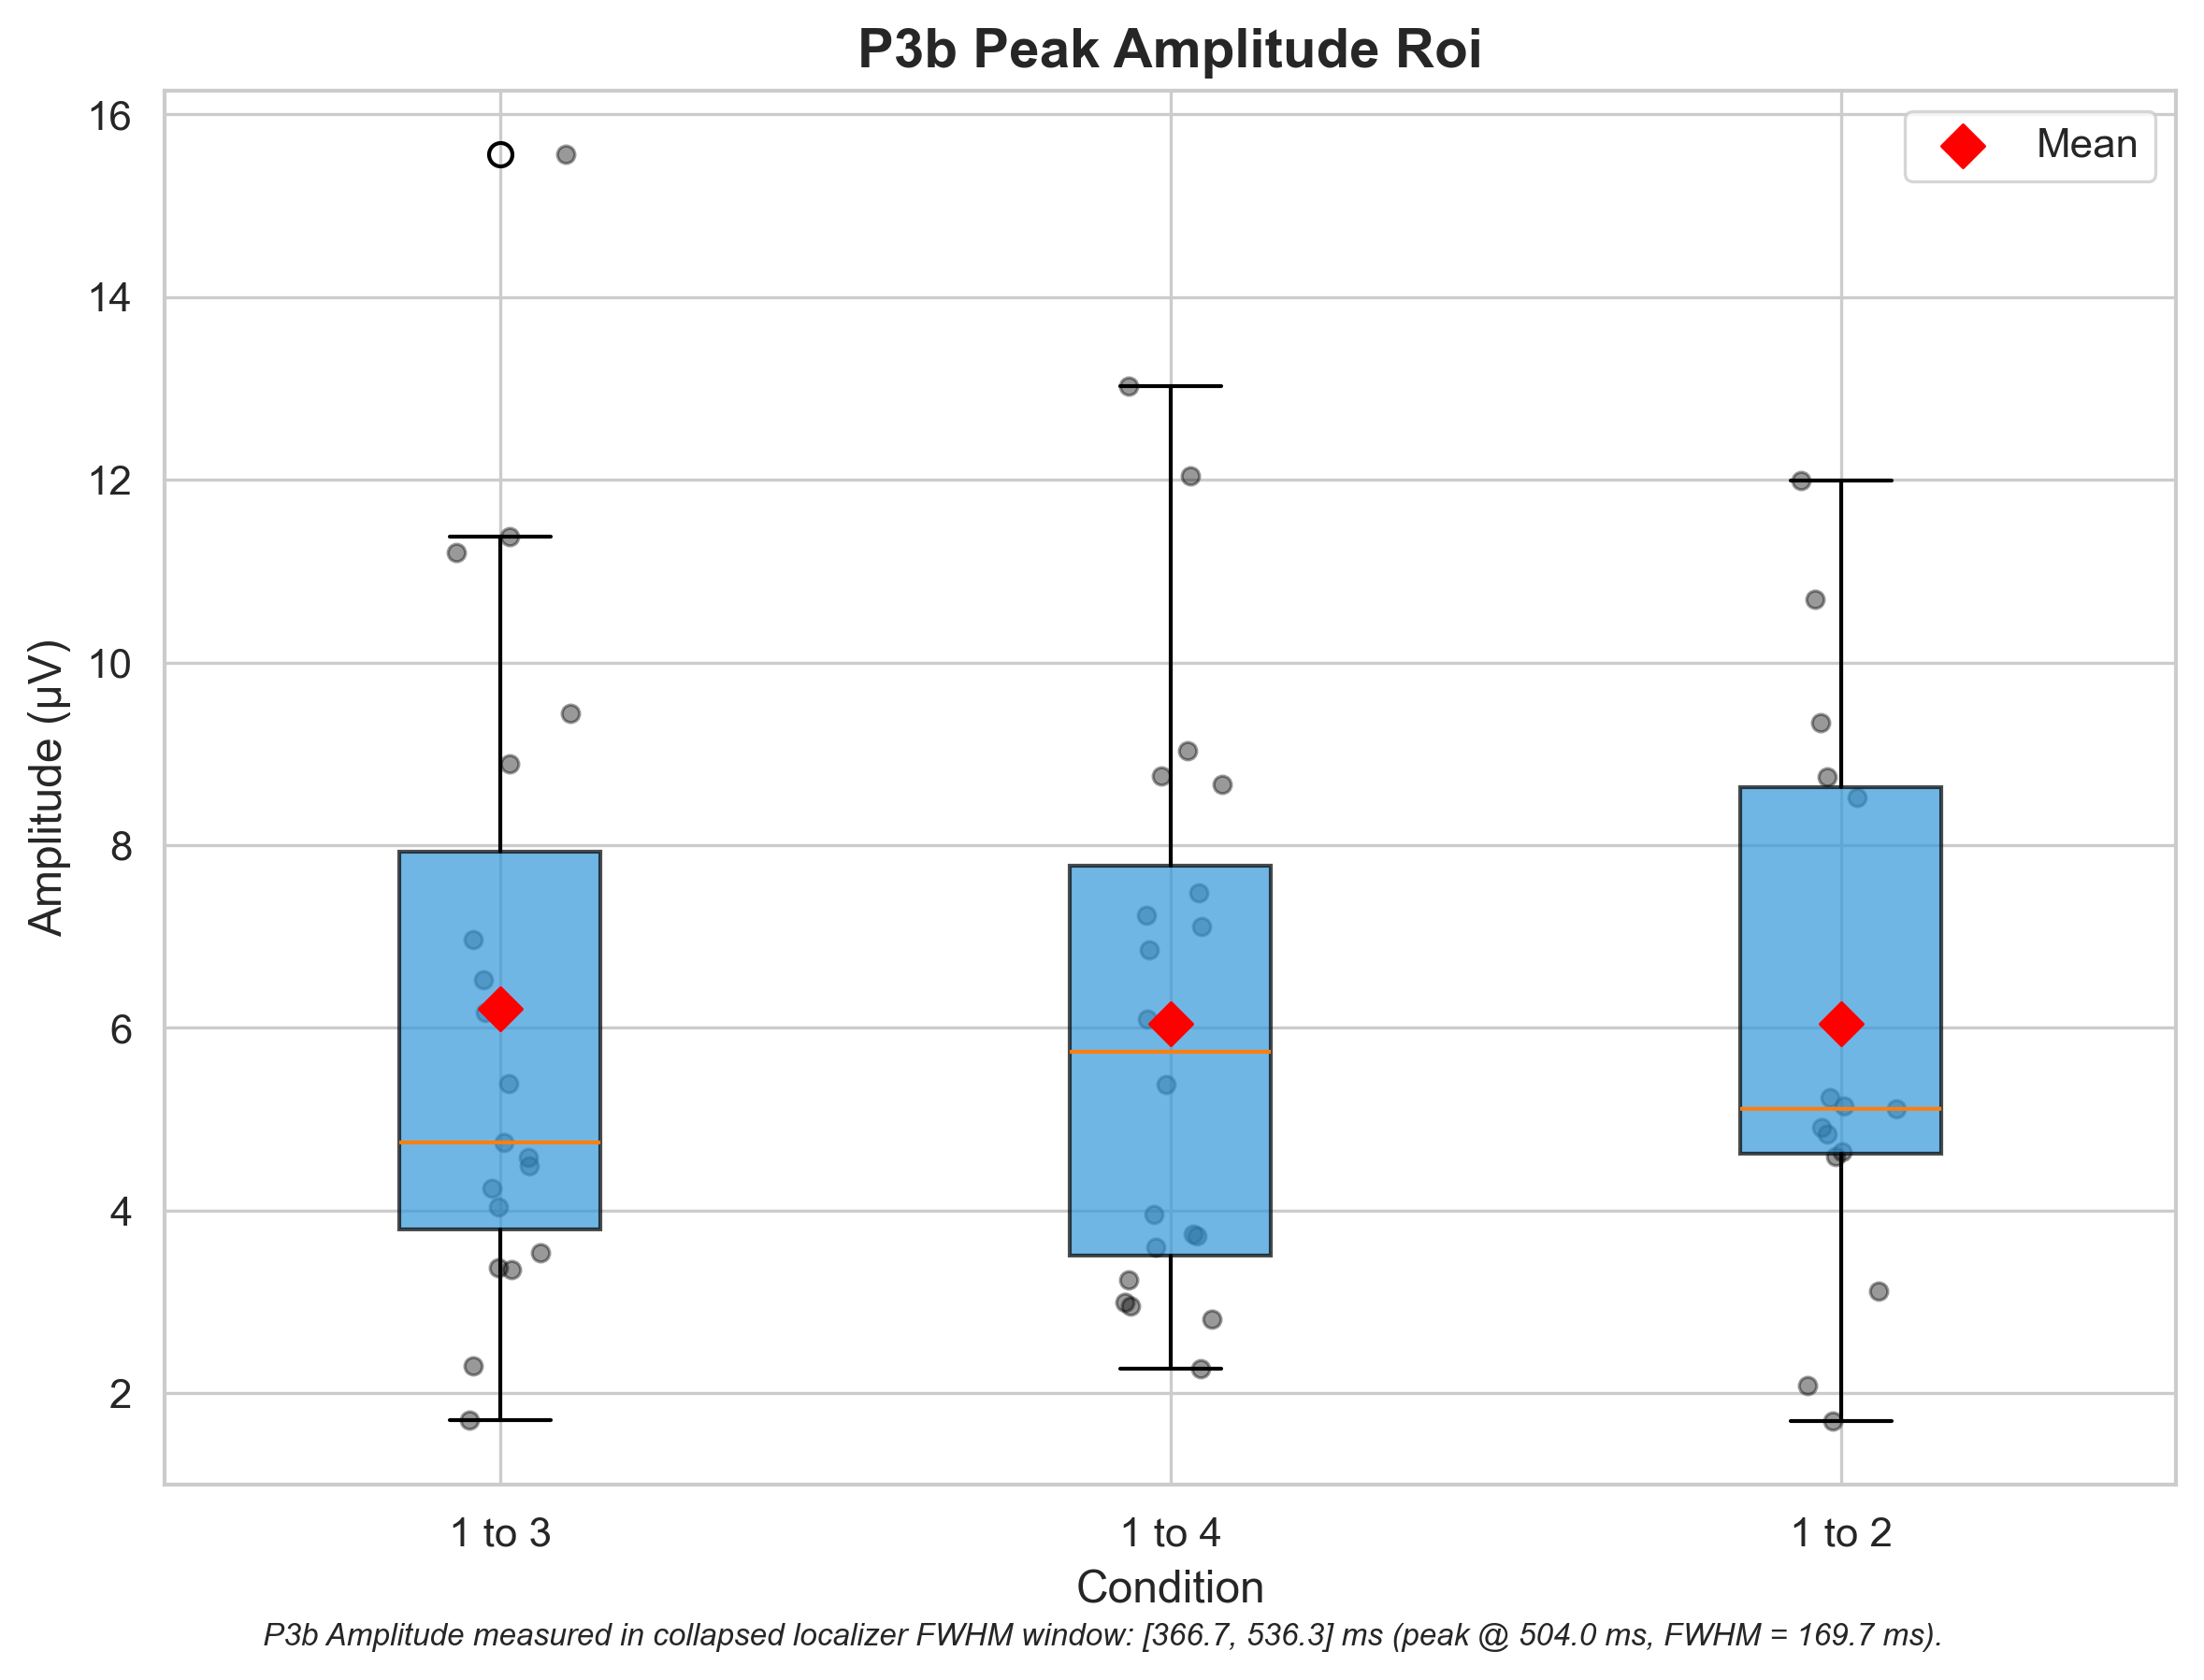 P3b Peak Amplitude Roi
Mean
16
14
12
10
8
6
4
2
Amplitude (µV)
1 to 3
1 to 4
1 to 2
Condition
P3b Amplitude measured in collapsed localizer FWHM window: [366.7, 536.3] ms (peak @ 504.0 ms, FWHM = 169.7 ms).